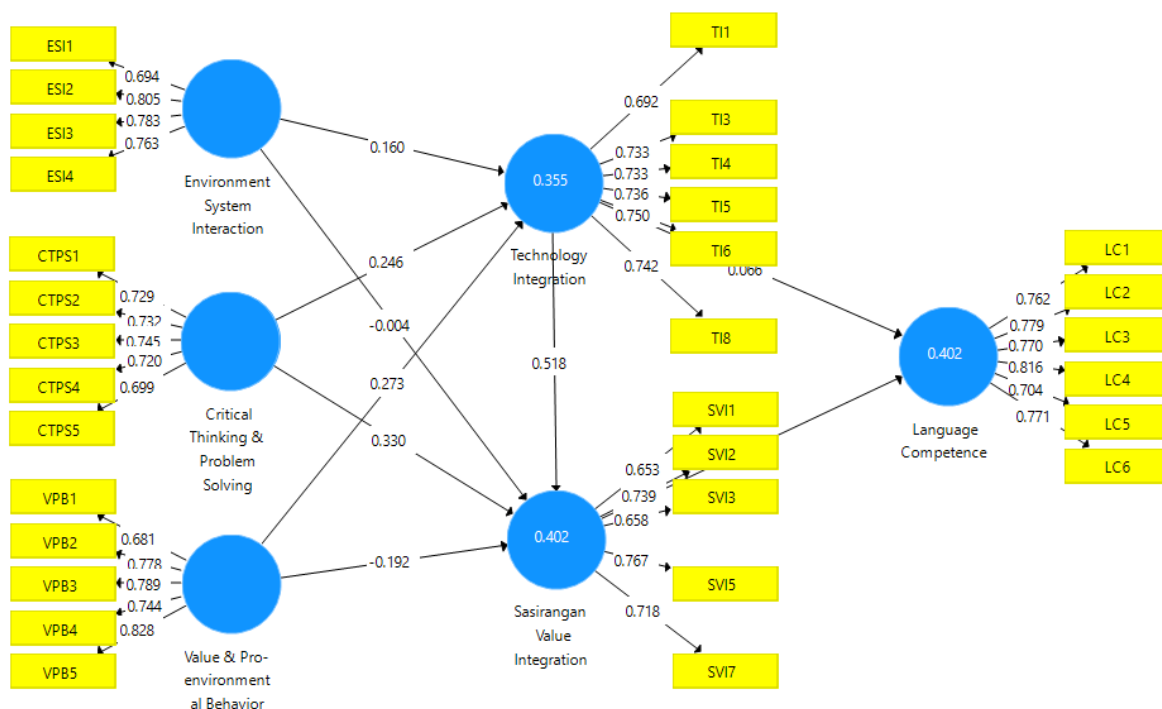 ESI1
ESI2
ESI3
ESI4
0.694
0.805
0.783
0.763
Environment
System
Interaction
CTPS1
CTPS2
CTPS3
CTPS4
CTPS5
0.729
0.732
0.745
0.720
0.699
Critical
Thinking &
Problem
Solving
VPB1
VPB2
VPB3
VPB4
VPB5
0.681
0.778
0.789
0.744
0.828
Value & Pro-
environment
al Behavior
0.160
0.246
-0.004
0.273
0.330
-0.192
0.355
Technology
Integration
0.518
0.402
Sasirangan
Value
Integration
TI1
TI3
TI4
TI5
TI6
TI8
0.692
0.733
0.733
0.736
0.750
0.742
0.066
SVI1
SVI2
SVI3
SVI5
SVI7
0.653
0.739
0.658
0.767
0.718
0.402
Language
Competence
0.762
0.779
0.770
0.816
0.704
0.771
LC1
LC2
LC3
LC4
LC5
LC6